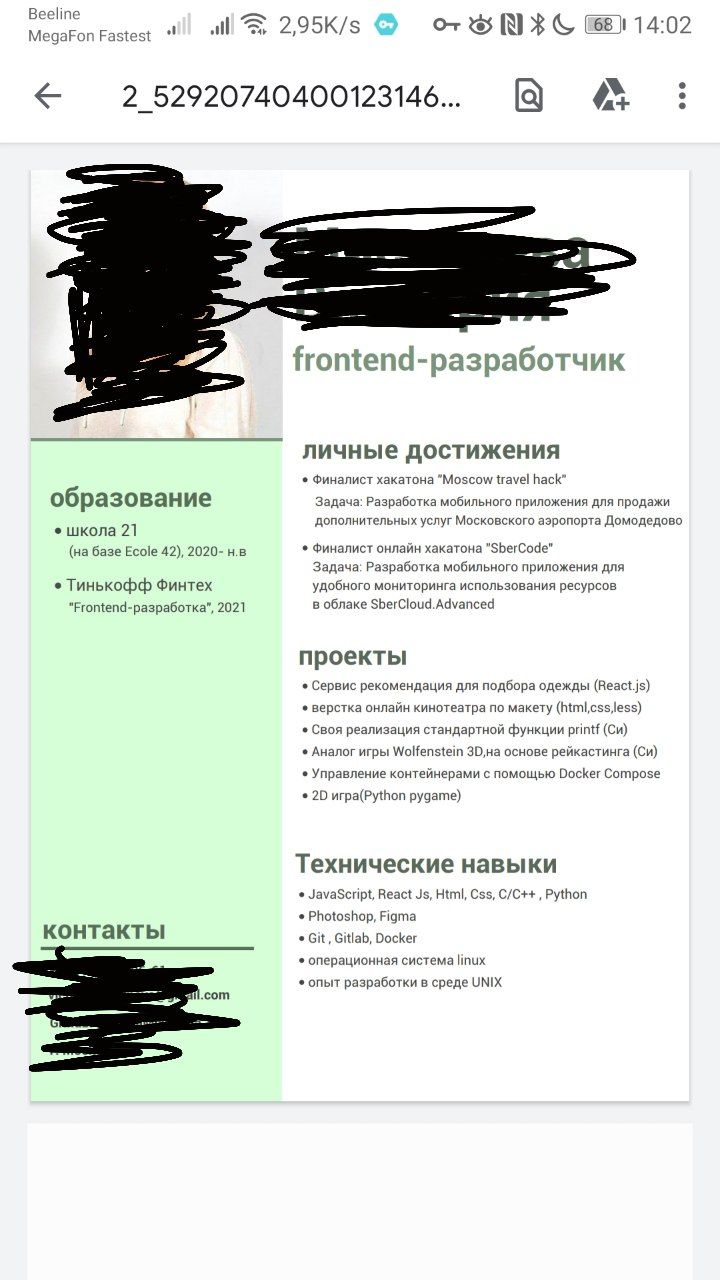 Beeline
MegaFon Fastest
2,95K/s
68
14:02
2_52920740400123146...
frontend-разработчик
личные достижения
• Финалист хакатона "Moscow travel hack"
Задача: Разработка мобильного приложения для продажи
дополнительных услуг Московского аэропорта Домодедово
• Финалист онлайн хакатона "SberCode"
Задача: Разработка мобильного приложения для
удобного мониторинга использования ресурсов
в облаке SberCloud.Advanced
образование
• школа 21
(на базе Ecole 42), 2020- н.в
• Тинькофф Финтех
"Frontend-разработка", 2021
проекты
• Сервис рекомендация для подбора одежды (React.js)
• верстка онлайн кинотеатра по макету (html,css,less)
• Своя реализация стандартной функции printf (Си)
• Аналог игры Wolfenstein 3D,на основе рейкастинга (Си)
• Управление контейнерами с помощью Docker Compose
• 2D игра(Python pygame)
Технические навыки
• JavaScript, React Js, Html, Css, C/C++ , Python
• Photoshop, Figma
• Git , Gitlab, Docker
• операционная система linux
• опыт разработки в среде UNIX
контакты